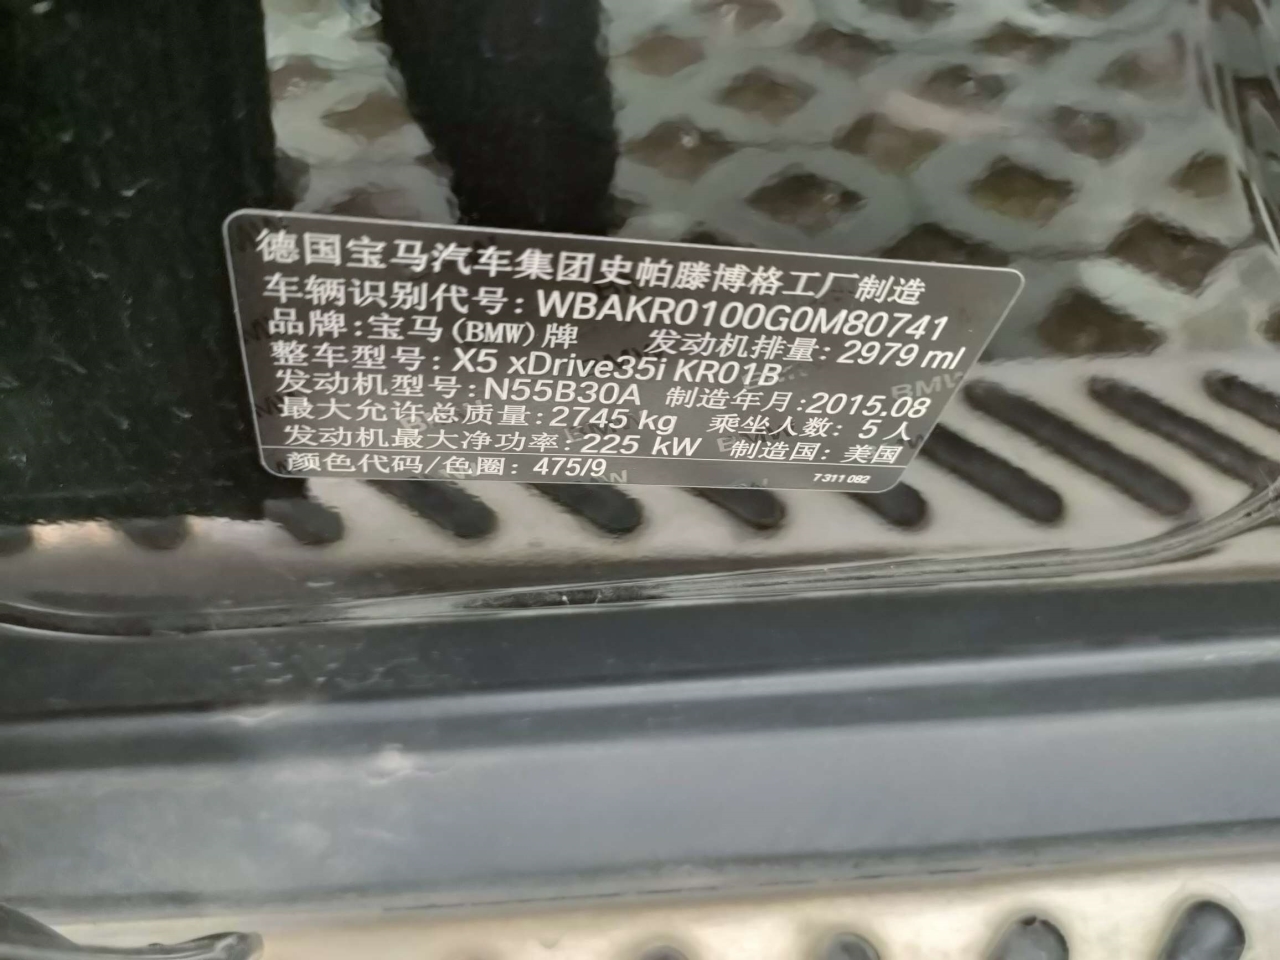 德国宝马汽车集团史帕滕博格工厂制造
车辆识别代号: WBAKR0100G0M80741
品牌: 宝马(BMW)牌 发动机排量: 2979 ml
整车型号: X5 xDrive35i KR01B
发动机型号: N55B30A 制造年月: 2015.08
最大允许总质量: 2745 kg 乘坐人数: 5人
发动机最大净功率: 225 kW 制造国: 美国
颜色代码/色圈: 475/9 7 311 082